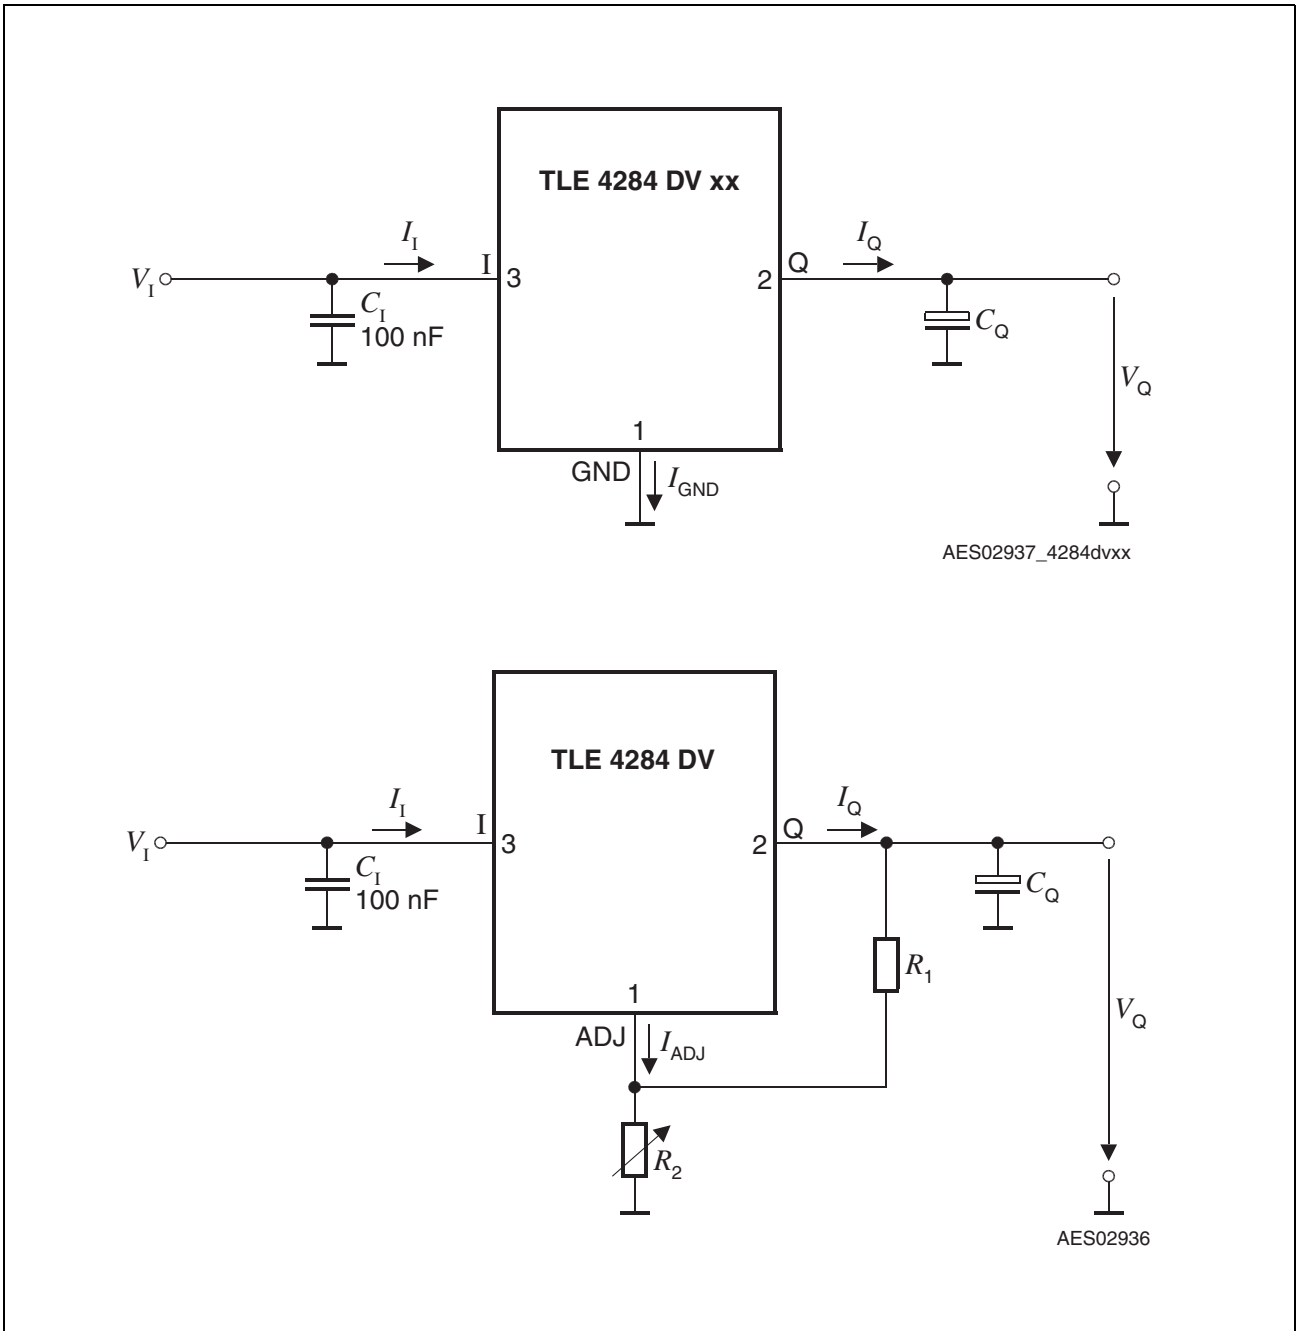 TLE 4284 DV xx
I_I
I_Q
V_I
I
3
2
Q
C_I
100 nF
C_Q
V_Q
1
GND
I_GND
AES02937_4284dvxx
TLE 4284 DV
I_I
I_Q
V_I
I
3
2
Q
C_I
100 nF
C_Q
R_1
1
V_Q
ADJ
I_ADJ
R_2
AES02936